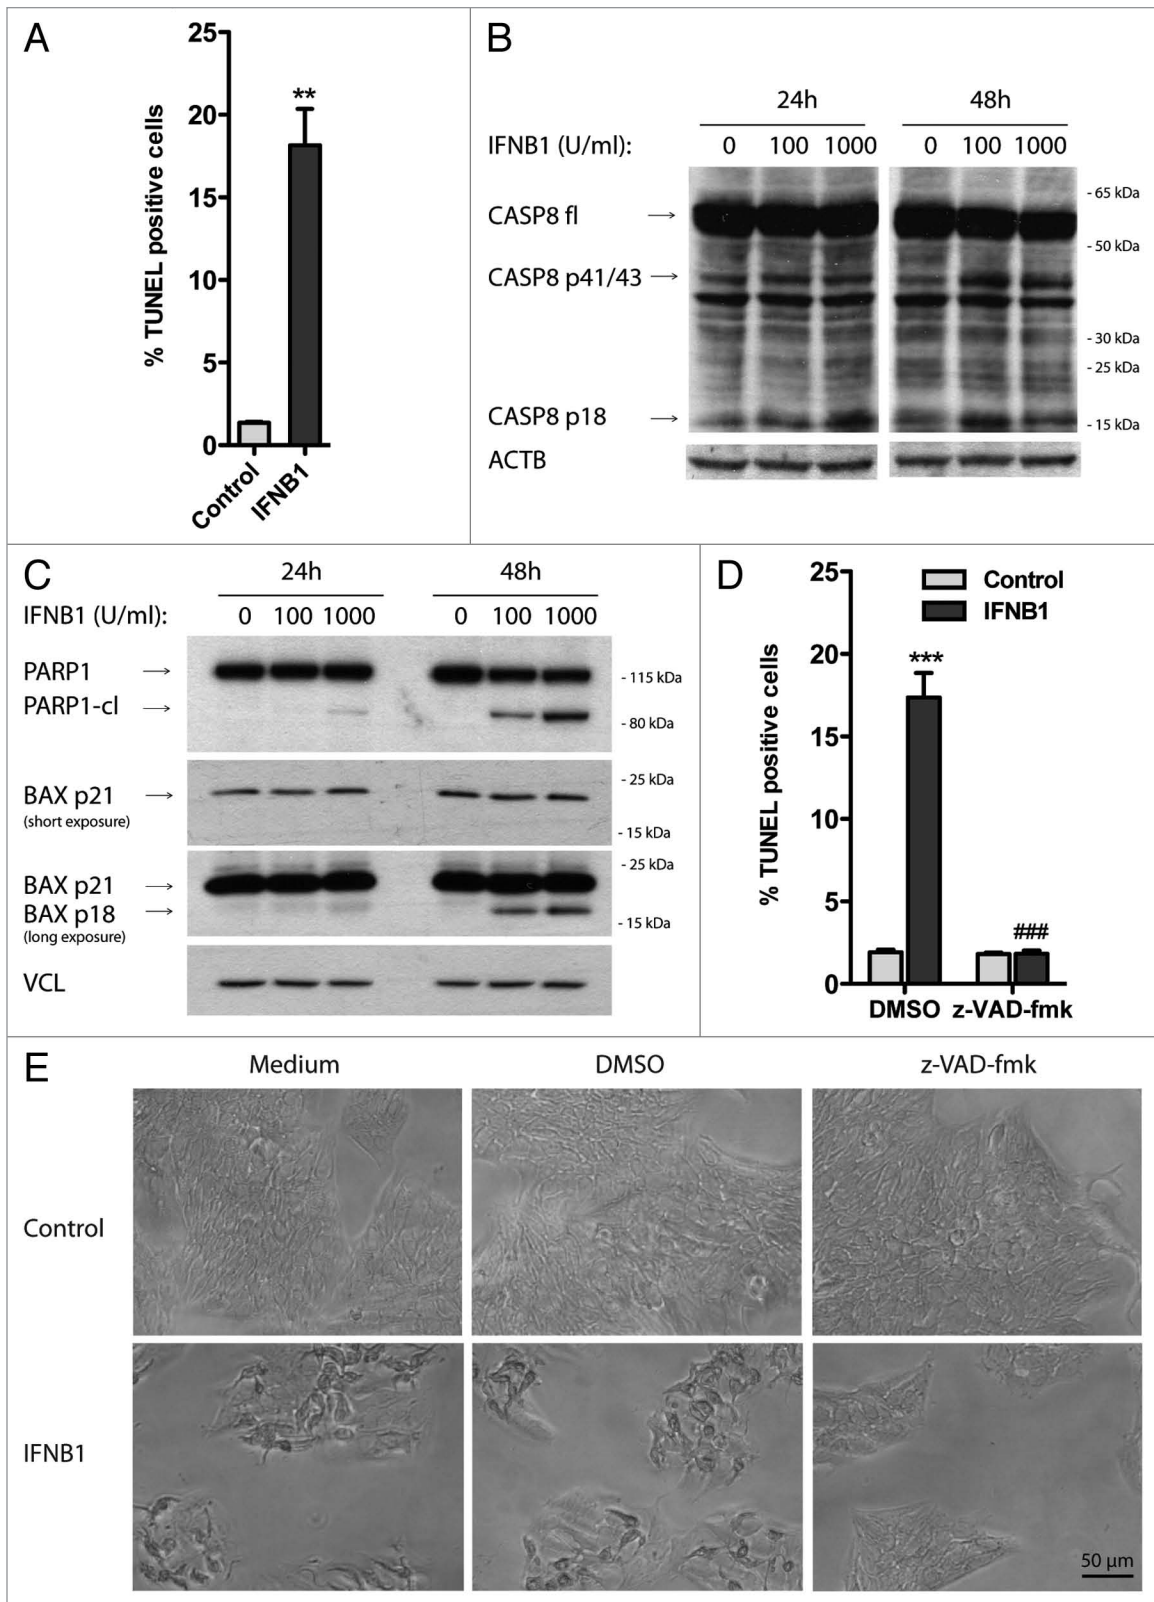 A
25
20
15
10
5
0
% TUNEL positive cells
**
Control
IFNB1
B
24h 48h
IFNB1 (U/ml): 0 100 1000 0 100 1000
CASP8 fl →
CASP8 p41/43 →
CASP8 p18 →
ACTB
- 65 kDa
- 50 kDa
- 30 kDa
- 25 kDa
- 15 kDa
C
24h 48h
IFNB1 (U/ml): 0 100 1000 0 100 1000
PARP1 →
PARP1-cl →
- 115 kDa
- 80 kDa
BAX p21 →
(short exposure)
- 25 kDa
- 15 kDa
BAX p21 →
BAX p18 →
(long exposure)
- 25 kDa
- 15 kDa
VCL
D
25
20
15
10
5
0
% TUNEL positive cells
Control
IFNB1
***
###
DMSO z-VAD-fmk
E
Medium DMSO z-VAD-fmk
Control
IFNB1
50 µm